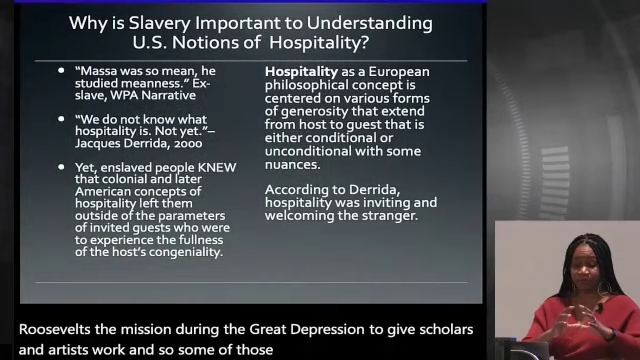 Why is Slavery Important to Understanding
U.S. Notions of Hospitality?
• "Massa was so mean, he
studied meanness." Ex-
slave, WPA Narrative
• "We do not know what
hospitality is. Not yet."–
Jacques Derrida, 2000
• Yet, enslaved people KNEW
that colonial and later
American concepts of
hospitality left them
outside of the parameters
of invited guests who were
to experience the fullness
of the host's congeniality.
Hospitality as a European
philosophical concept is
centered on various forms
of generosity that extend
from host to guest that is
either conditional or
unconditional with some
nuances.
According to Derrida,
hospitality was inviting and
welcoming the stranger.
Roosevelts the mission during the Great Depression to give scholars
and artists work and so some of those